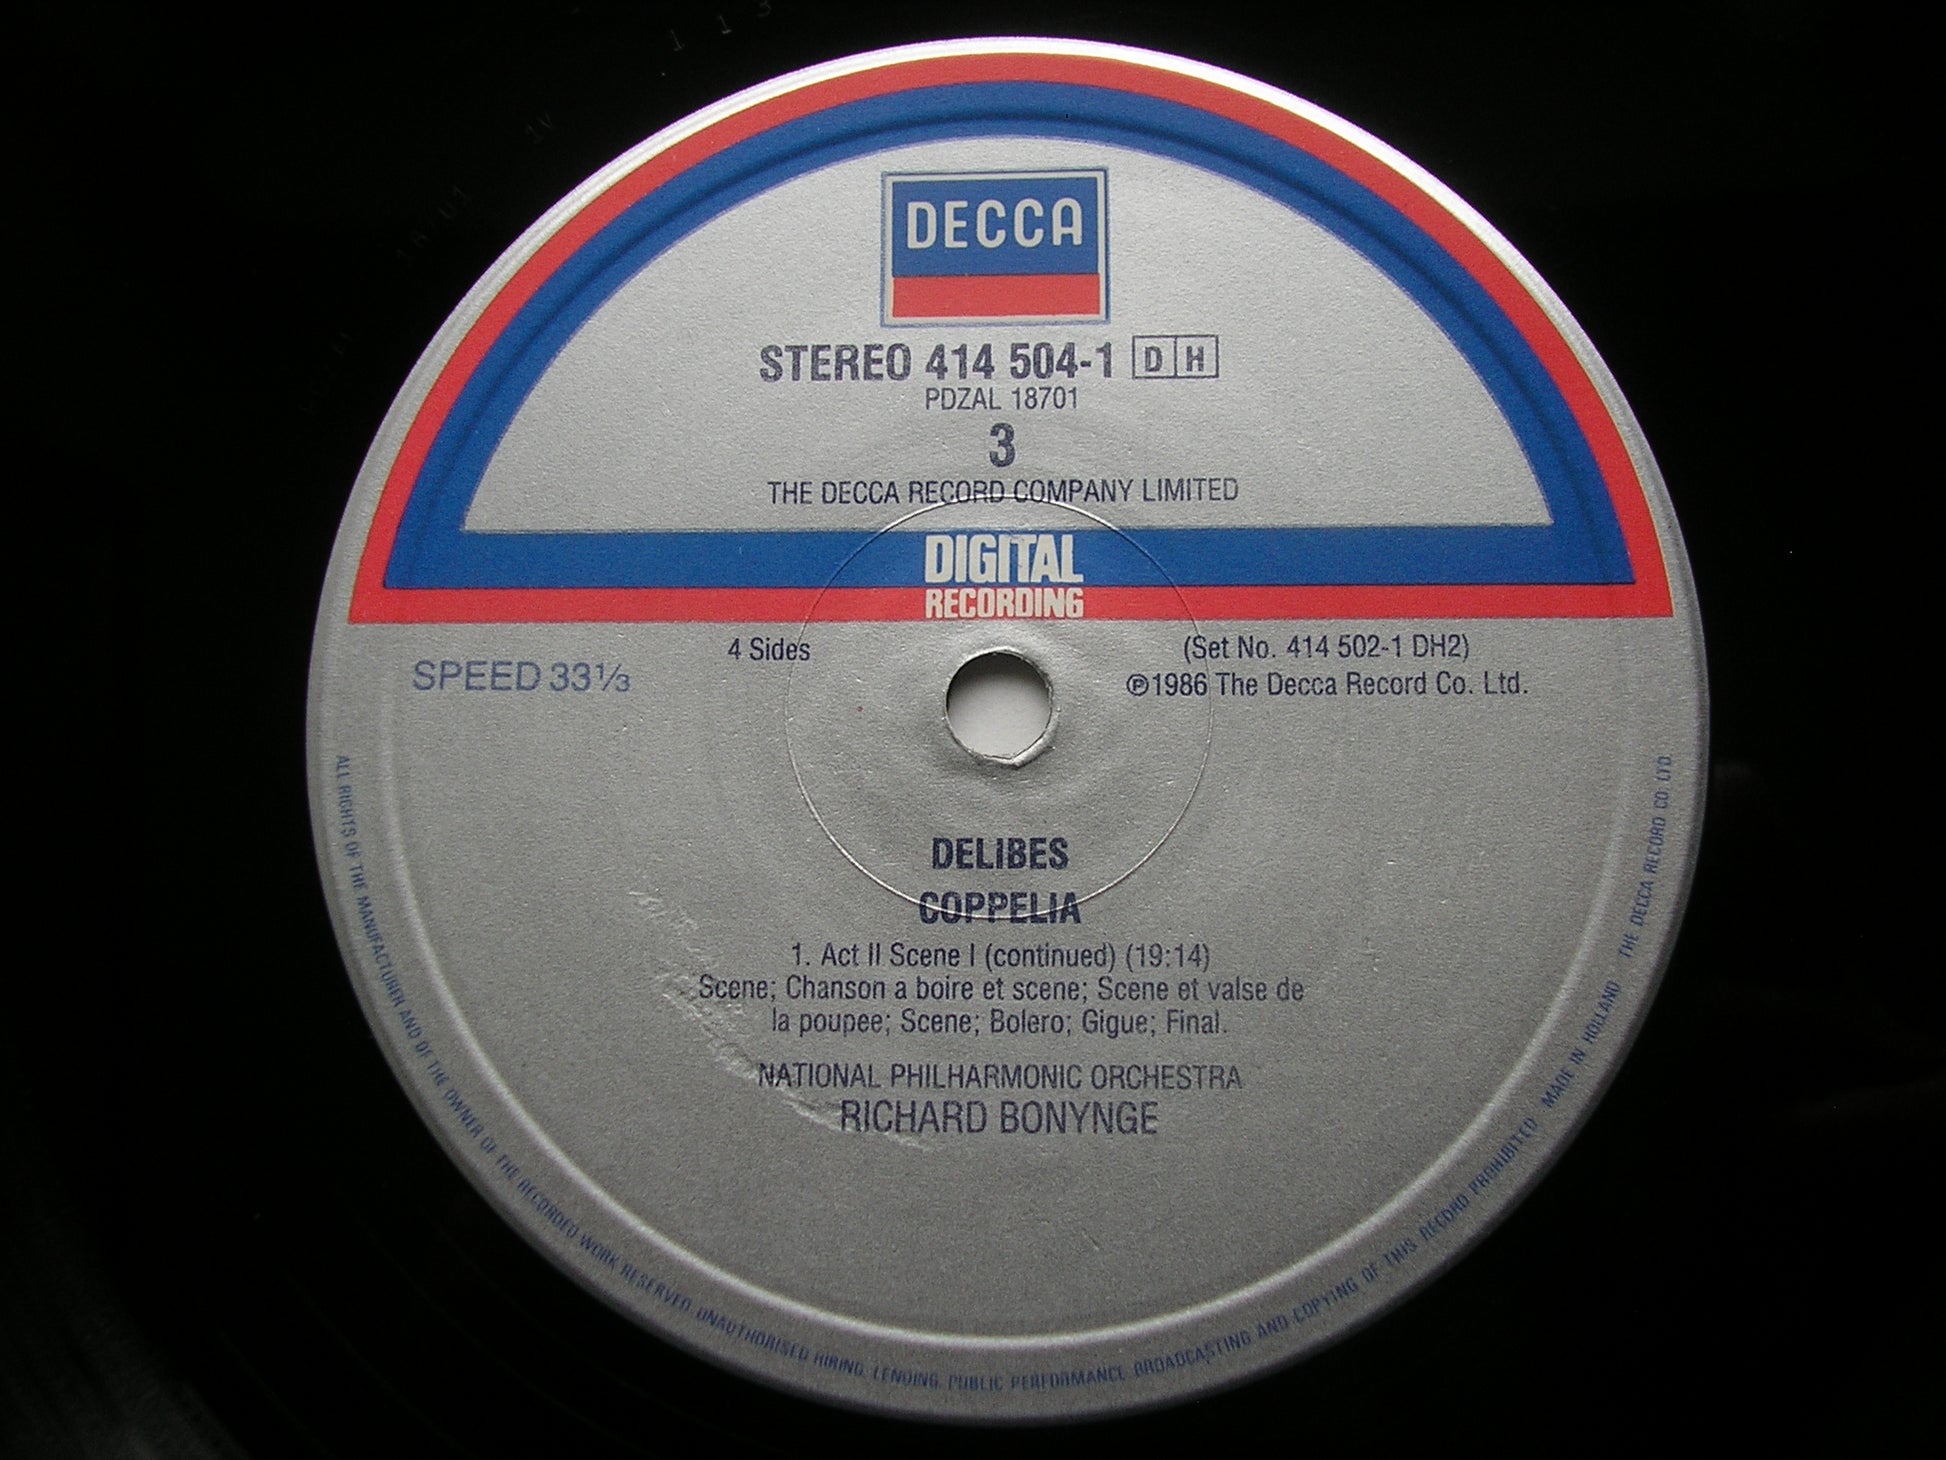 DECCA
STEREO 414 504-1 D H
PDZAL 18701
3
THE DECCA RECORD COMPANY LIMITED
DIGITAL
RECORDING
4 Sides
SPEED 33⅓
(Set No. 414 502-1 DH2)
℗1986 The Decca Record Co. Ltd.
DELIBES
COPPELIA
1. Act II Scene I (continued) (19:14)
Scene; Chanson a boire et scene; Scene et valse de
la poupee; Scene; Bolero; Gigue; Final.
NATIONAL PHILHARMONIC ORCHESTRA
RICHARD BONYNGE
ALL RIGHTS OF THE MANUFACTURER AND OF THE OWNER OF THE RECORDED WORK RESERVED. UNAUTHORISED HIRING, LENDING, PUBLIC PERFORMANCE, BROADCASTING AND COPYING OF THIS RECORD PROHIBITED MADE IN HOLLAND THE DECCA RECORD CO LTD